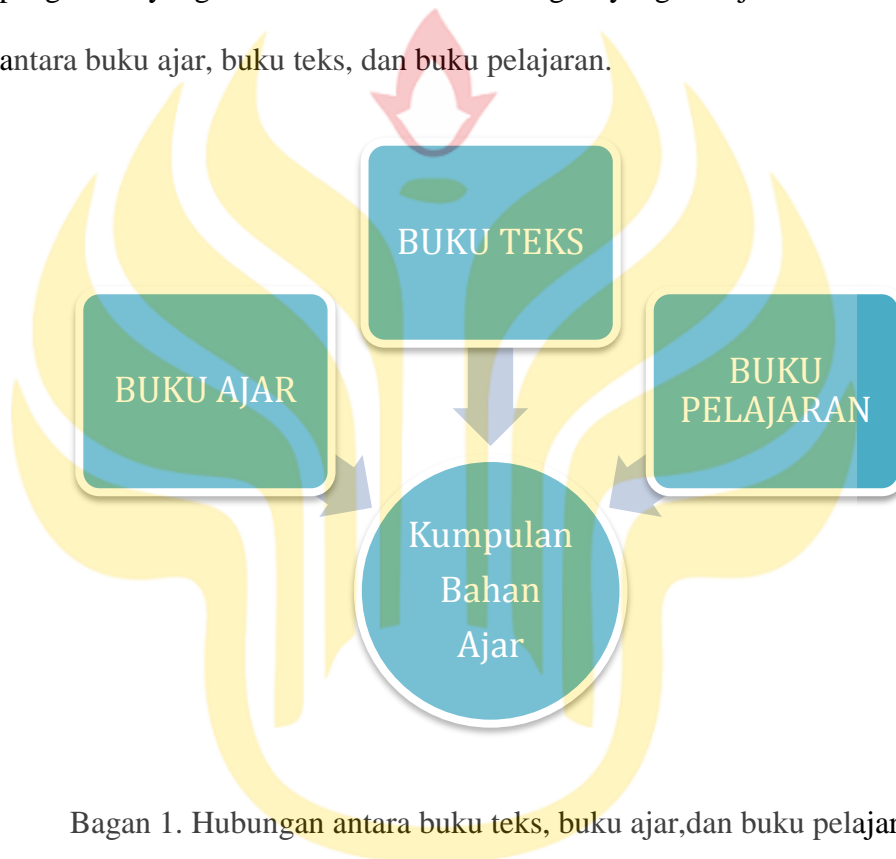 antara buku ajar, buku teks, dan buku pelajaran.
BUKU TEKS
BUKU AJAR
BUKU
PELAJARAN
Kumpulan
Bahan
Ajar
Bagan 1. Hubungan antara buku teks, buku ajar,dan buku